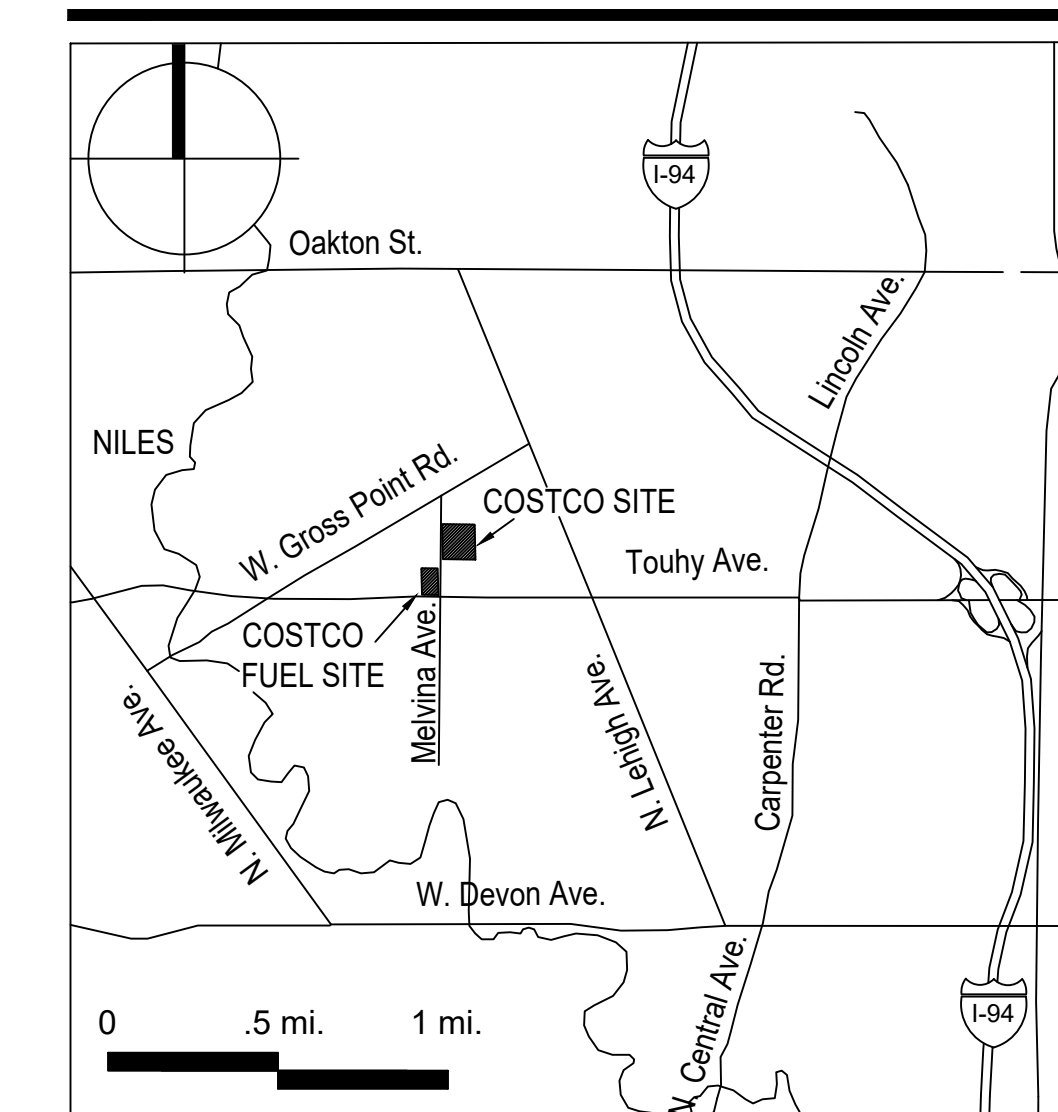 I-94
Oakton St.
Lincoln Ave.
NILES
W. Gross Point Rd.
COSTCO SITE
Touhy Ave.
COSTCO
FUEL SITE
Melvina Ave.
N. Milwaukee Ave.
N. Lehigh Ave.
Carpenter Rd.
W. Devon Ave.
N. Central Ave.
I-94
0 .5 mi. 1 mi.